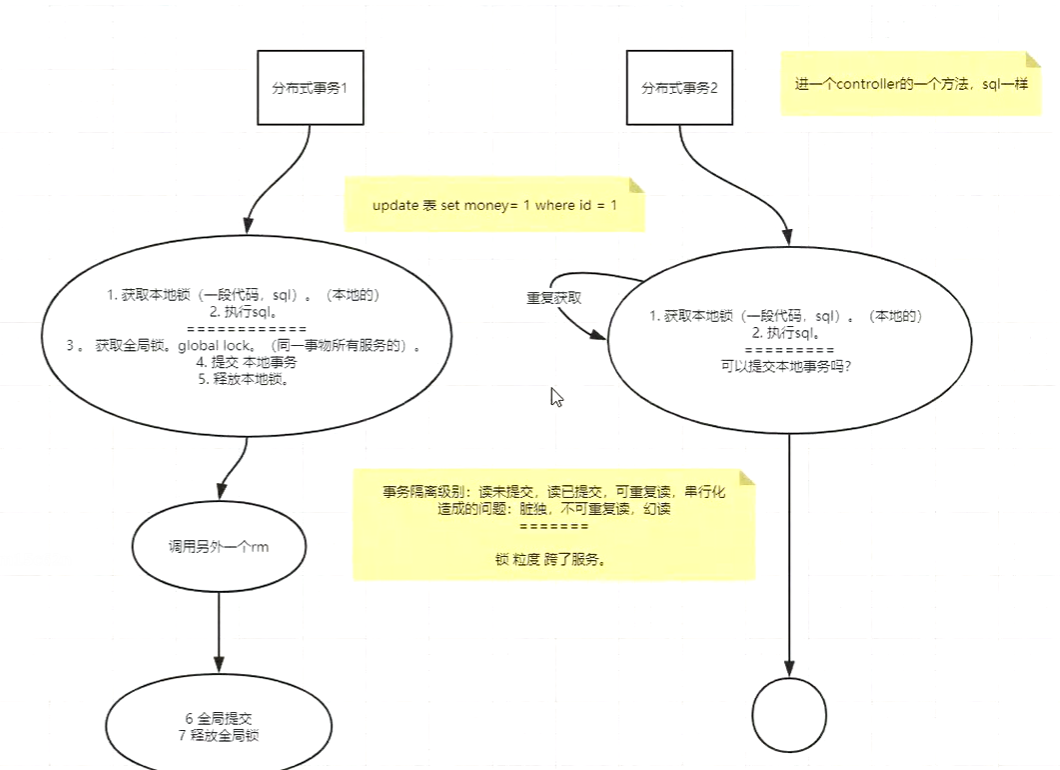 分布式事务1
分布式事务2
进一个controller的一个方法，sql一样
update 表 set money= 1 where id = 1
1. 获取本地锁（一段代码，sql）。（本地的）
2. 执行sql。
============
3 。 获取全局锁。global lock。（同一事物所有服务的）。
4. 提交 本地事务
5. 释放本地锁。
重复获取
1. 获取本地锁（一段代码，sql）。（本地的）
2. 执行sql。
=========
可以提交本地事务吗？
事务隔离级别：读未提交，读已提交，可重复读，串行化
造成的问题：脏独，不可重复读，幻读
=======
锁 粒度 跨了服务。
调用另外一个rm
6 全局提交
7 释放全局锁